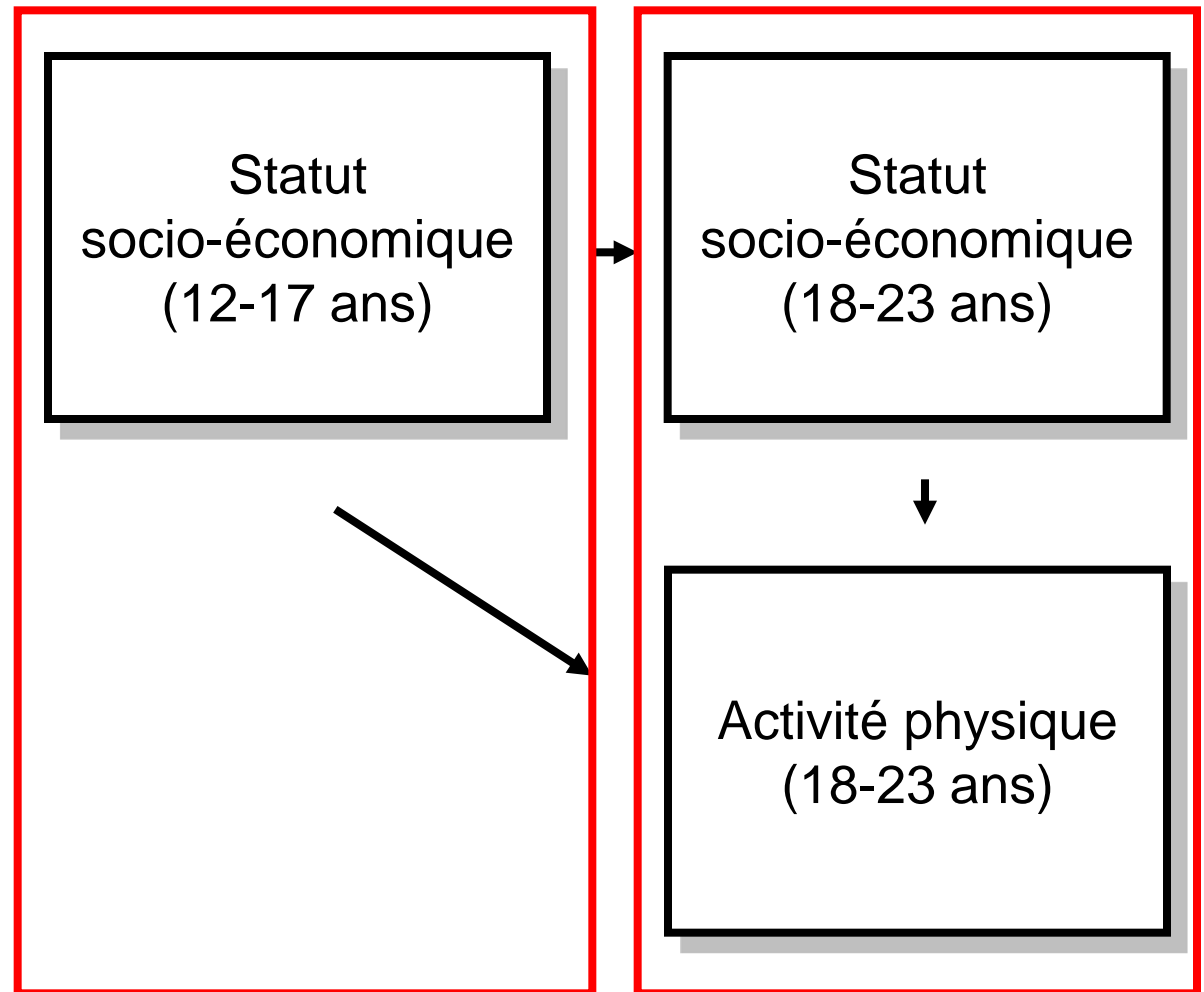 Statut
socio-économique
(12-17 ans)
Statut
socio-économique
(18-23 ans)
Activité physique
(18-23 ans)